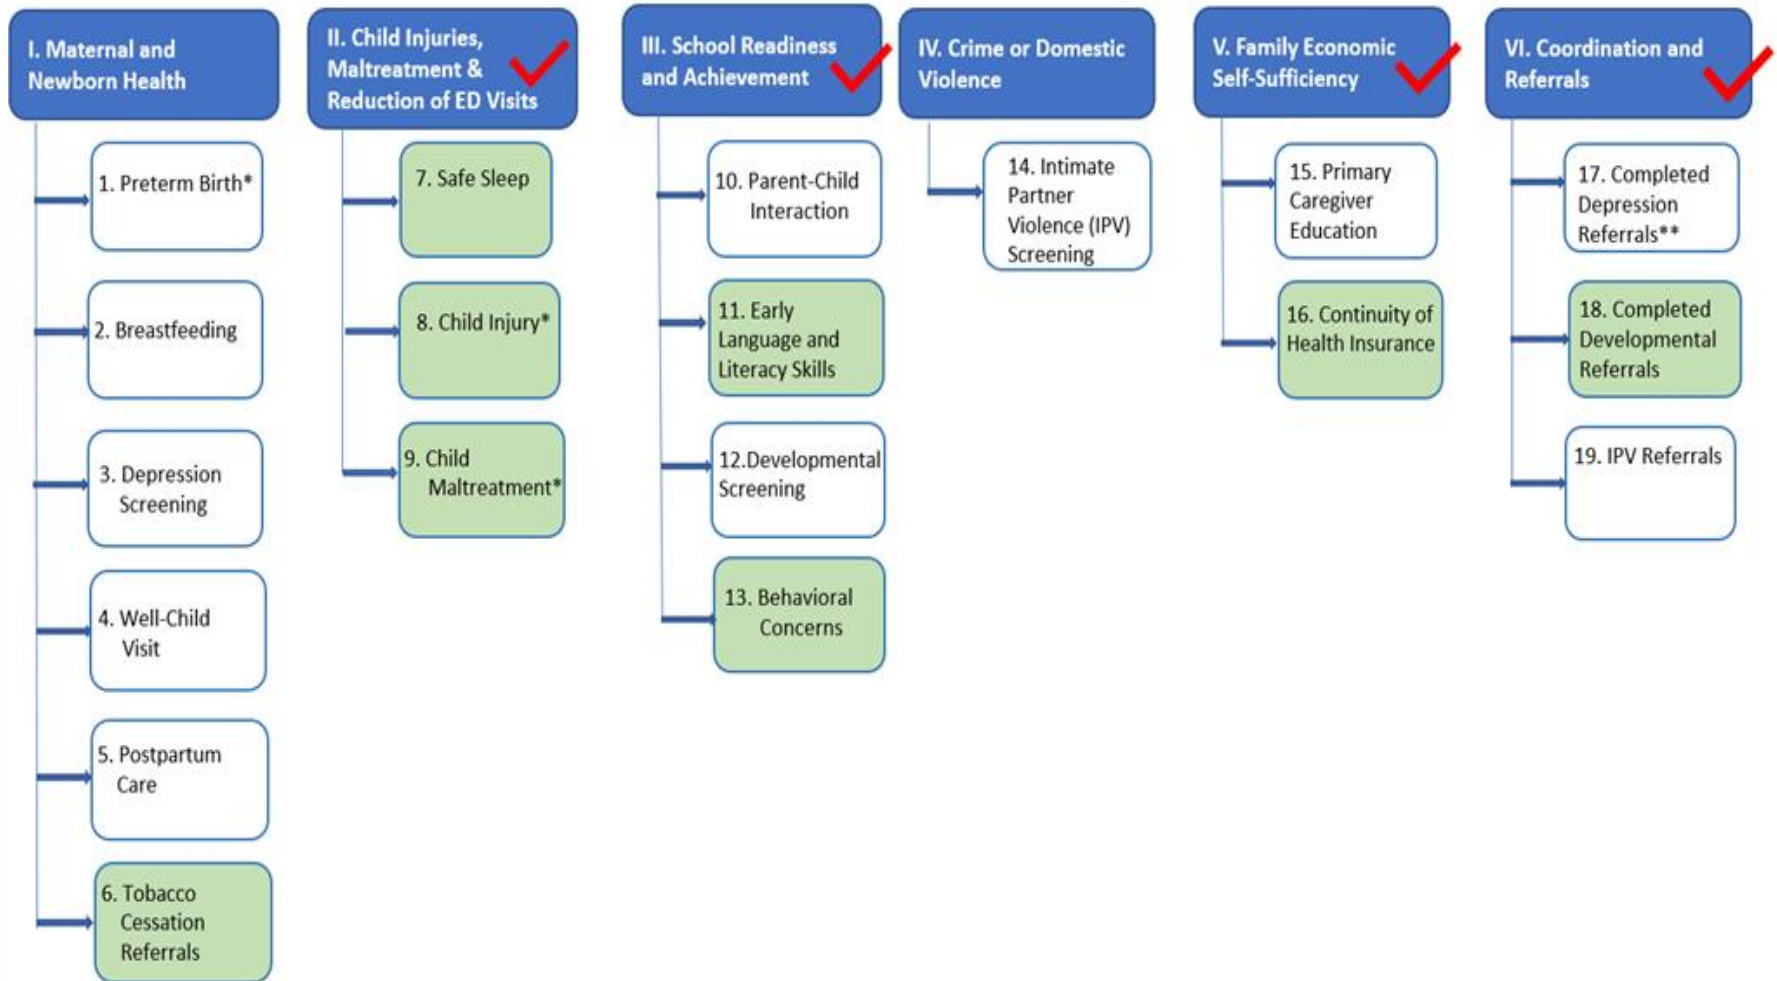 I. Maternal and
Newborn Health
1. Preterm Birth*
2. Breastfeeding
3. Depression
Screening
4. Well-Child
Visit
5. Postpartum
Care
6. Tobacco
Cessation
Referrals
II. Child Injuries,
Maltreatment &
Reduction of ED Visits
7. Safe Sleep
8. Child Injury*
9. Child
Maltreatment*
III. School Readiness
and Achievement
10. Parent-Child
Interaction
11. Early
Language and
Literacy Skills
12.Developmental
Screening
13. Behavioral
Concerns
IV. Crime or Domestic
Violence
14. Intimate
Partner
Violence (IPV)
Screening
V. Family Economic
Self-Sufficiency
15. Primary
Caregiver
Education
16. Continuity of
Health Insurance
VI. Coordination and
Referrals
17. Completed
Depression
Referrals**
18. Completed
Developmental
Referrals
19. IPV Referrals